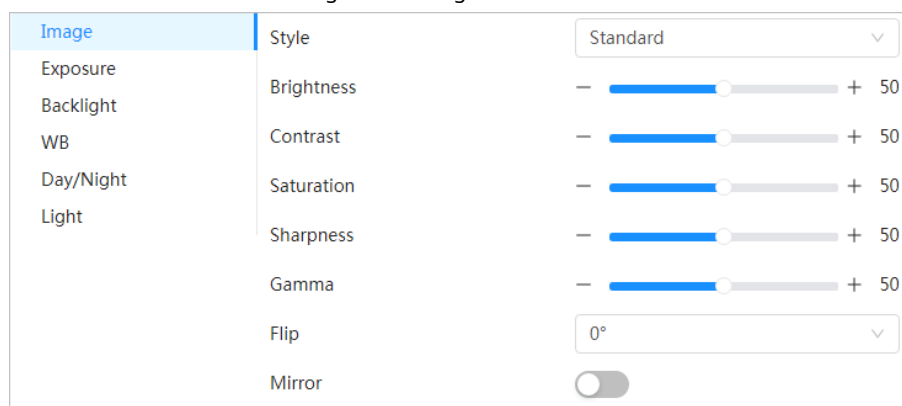 Image
Exposure
Backlight
WB
Day/Night
Light
Style Standard
Brightness − + 50
Contrast − + 50
Saturation − + 50
Sharpness − + 50
Gamma − + 50
Flip 0°
Mirror